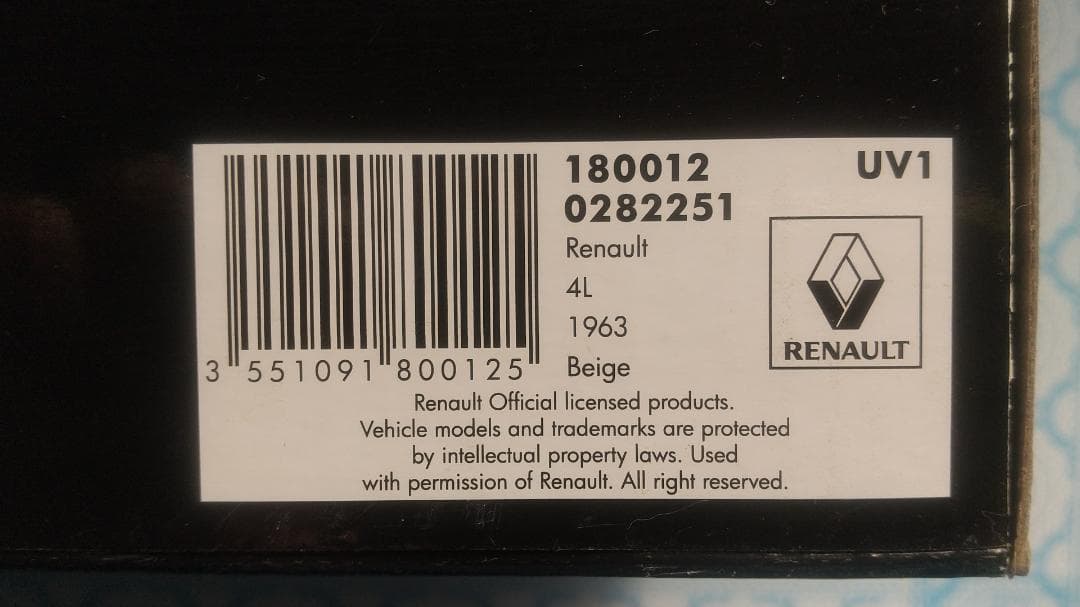 180012
UV1
0282251
Renault
4L
1963
Beige
RENAULT
3 551091 800125
Renault Official licensed products.
Vehicle models and trademarks are protected
by intellectual property laws. Used
with permission of Renault. All right reserved.